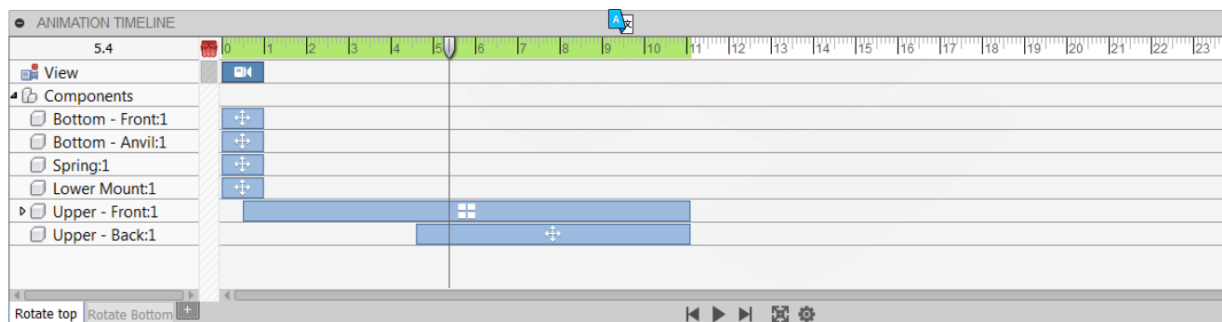 ANIMATION TIMELINE
5.4 0 1 2 3 4 5 6 7 8 9 10 11 12 13 14 15 16 17 18 19 20 21 22 23
View
Components
Bottom - Front:1
Bottom - Anvil:1
Spring:1
Lower Mount:1
Upper - Front:1
Upper - Back:1
Rotate top Rotate Bottom +